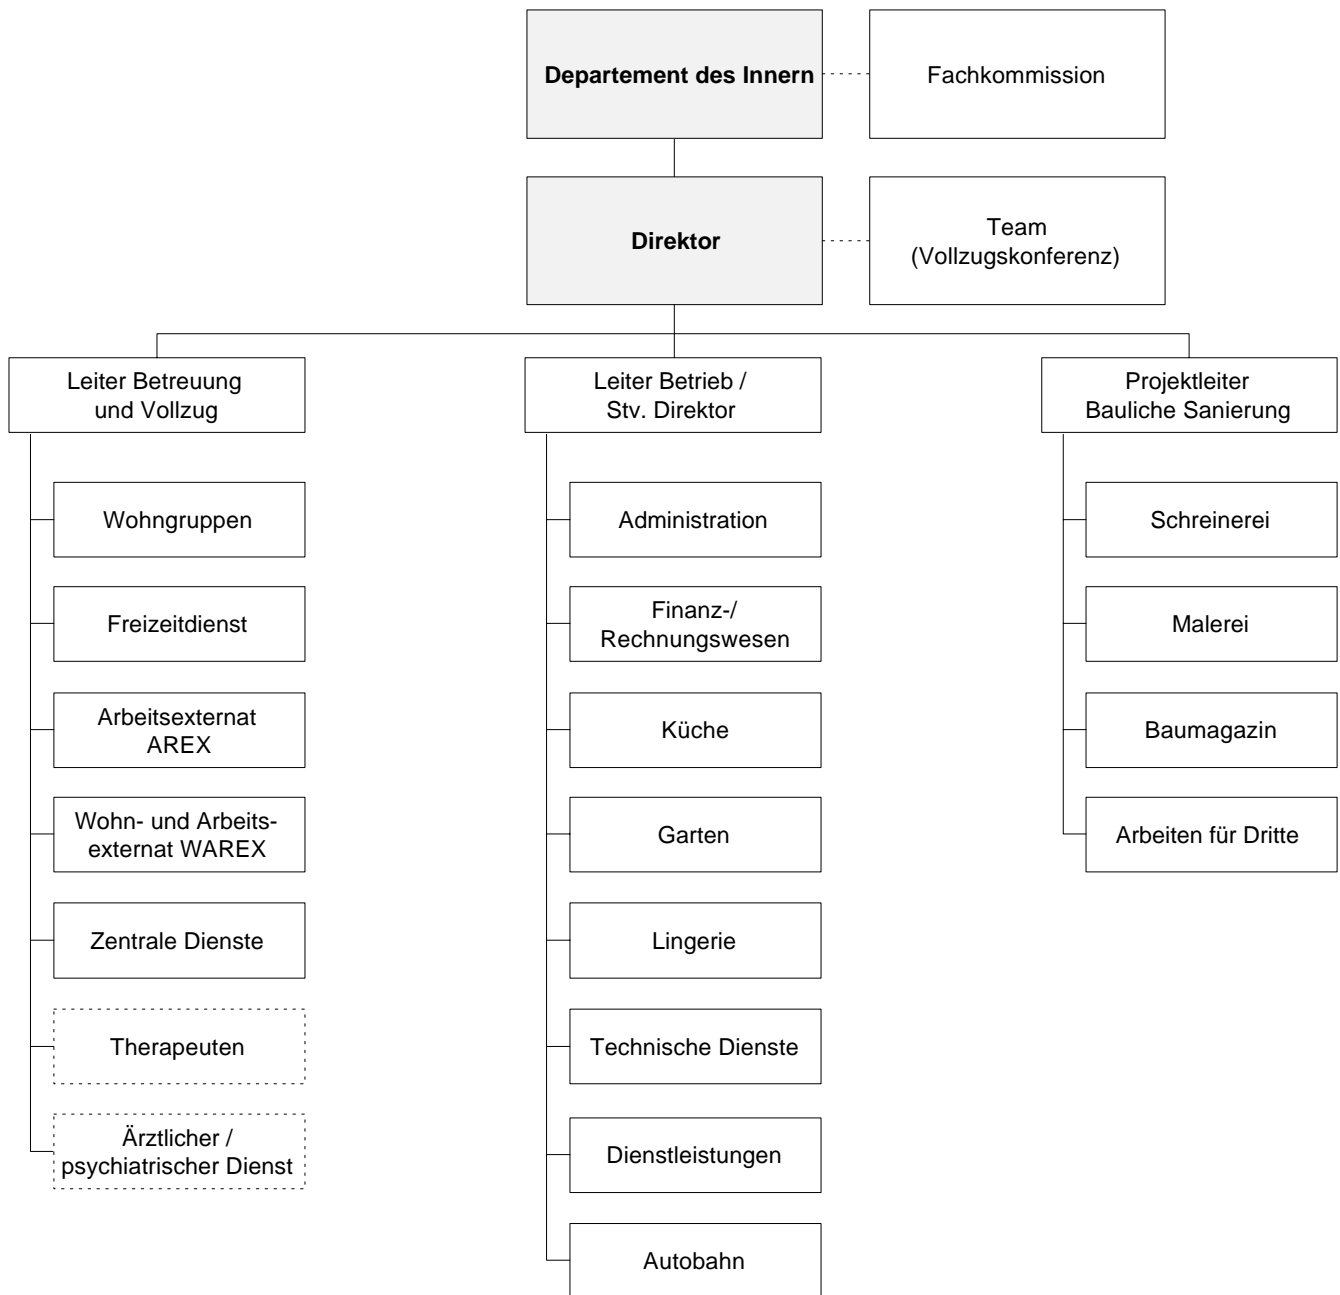 Departement des Innern
Fachkommission
Direktor
Team
(Vollzugskonferenz)
Leiter Betreuung
und Vollzug
Leiter Betrieb /
Stv. Direktor
Projektleiter
Bauliche Sanierung
Wohngruppen
Freizeitdienst
Arbeitsexternat
AREX
Wohn- und Arbeits-
externat WAREX
Zentrale Dienste
Therapeuten
Ärztlicher /
psychiatrischer Dienst
Administration
Finanz-/
Rechnungswesen
Küche
Garten
Lingerie
Technische Dienste
Dienstleistungen
Autobahn
Schreinerei
Malerei
Baumagazin
Arbeiten für Dritte